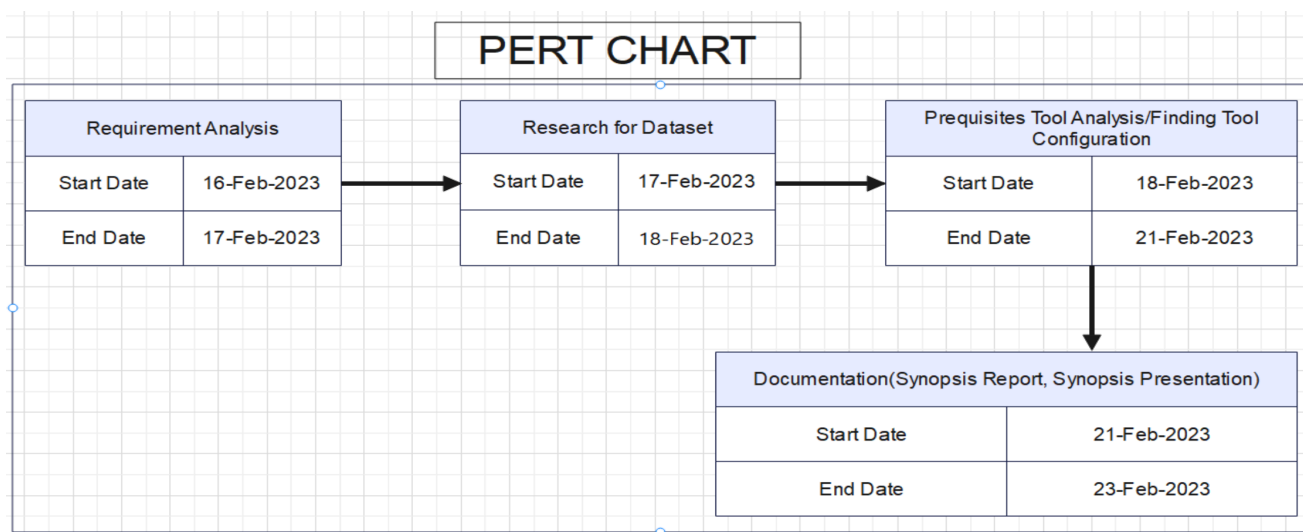 PERT CHART
Requirement Analysis
Start Date 16-Feb-2023
End Date 17-Feb-2023
Research for Dataset
Start Date 17-Feb-2023
End Date 18-Feb-2023
Prequisites Tool Analysis/Finding Tool
Configuration
Start Date 18-Feb-2023
End Date 21-Feb-2023
Documentation(Synopsis Report, Synopsis Presentation)
Start Date 21-Feb-2023
End Date 23-Feb-2023